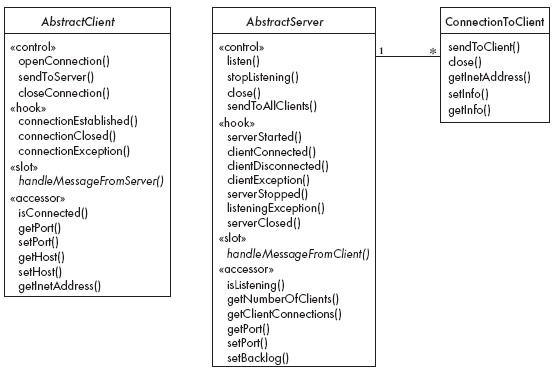 AbstractClient
«control»
openConnection()
sendToServer()
closeConnection()
«hook»
connectionEstablished()
connectionClosed()
connectionException()
«slot»
handleMessageFromServer()
«accessor»
isConnected()
getPort()
setPort()
getHost()
setHost()
getInetAddress()
AbstractServer
«control»
listen()
stopListening()
close()
sendToAllClients()
«hook»
serverStarted()
clientConnected()
clientDisconnected()
clientException()
serverStopped()
listeningException()
serverClosed()
«slot»
handleMessageFromClient()
«accessor»
isListening()
getNumberOfClients()
getClientConnections()
getPort()
setPort()
setBacklog()
1
*
ConnectionToClient
sendToClient()
close()
getInetAddress()
setInfo()
getInfo()